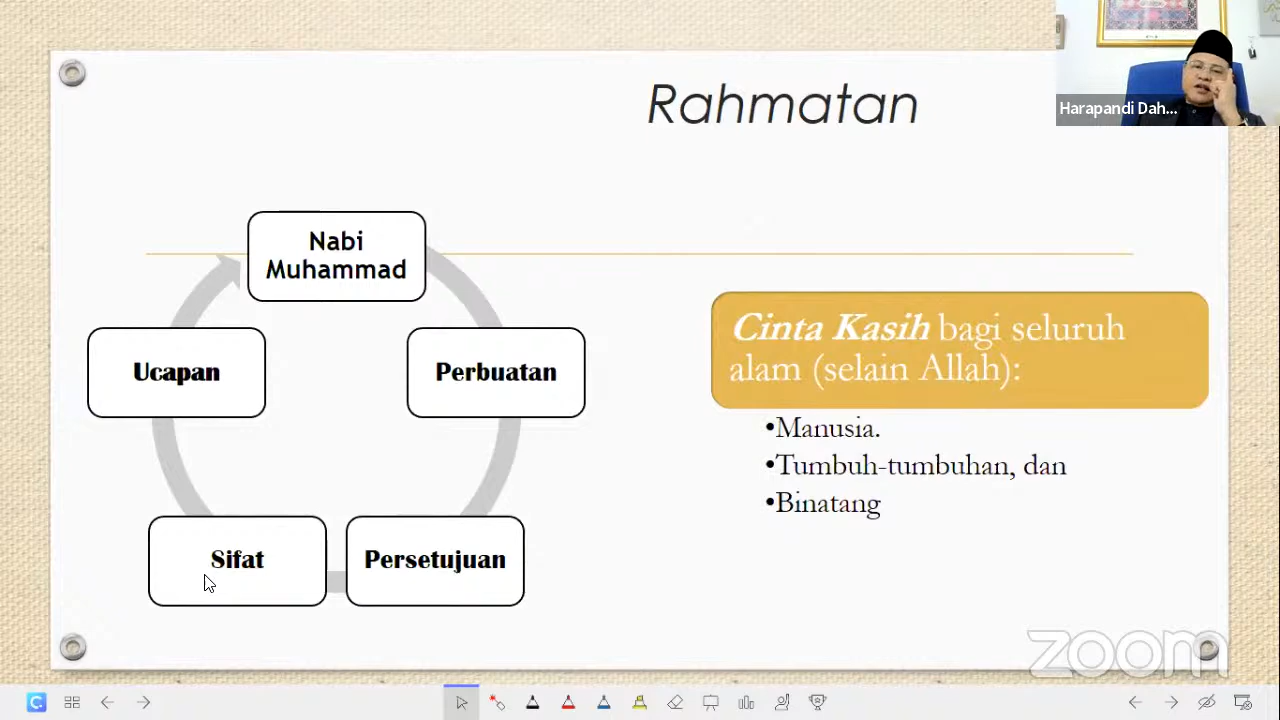 Rahmatan
Harapandi Dah...
Nabi
Muhammad
Perbuatan
Persetujuan
Sifat
Ucapan
Cinta Kasih bagi seluruh
alam (selain Allah):
•Manusia.
•Tumbuh-tumbuhan, dan
•Binatang
zoom